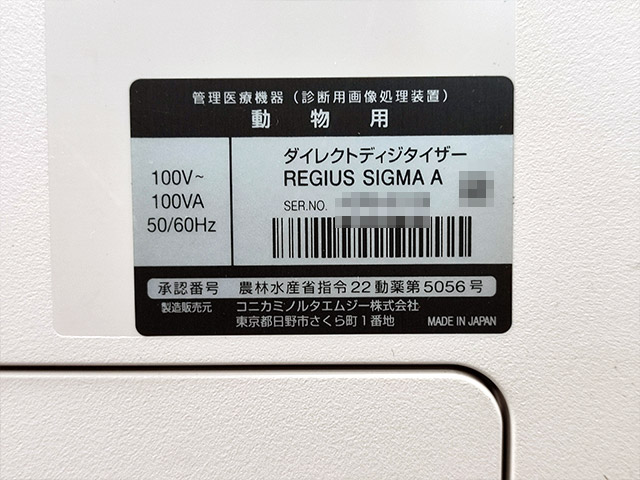 管理医療機器（診断用画像処理装置）
動物用
100V~
100VA
50/60Hz
ダイレクトディジタイザー
REGIUS SIGMA A
SER.NO.
承認番号 農林水産省指令22動薬第5056号
製造販売元 コニカミノルタエムジー株式会社
東京都日野市さくら町1番地
MADE IN JAPAN